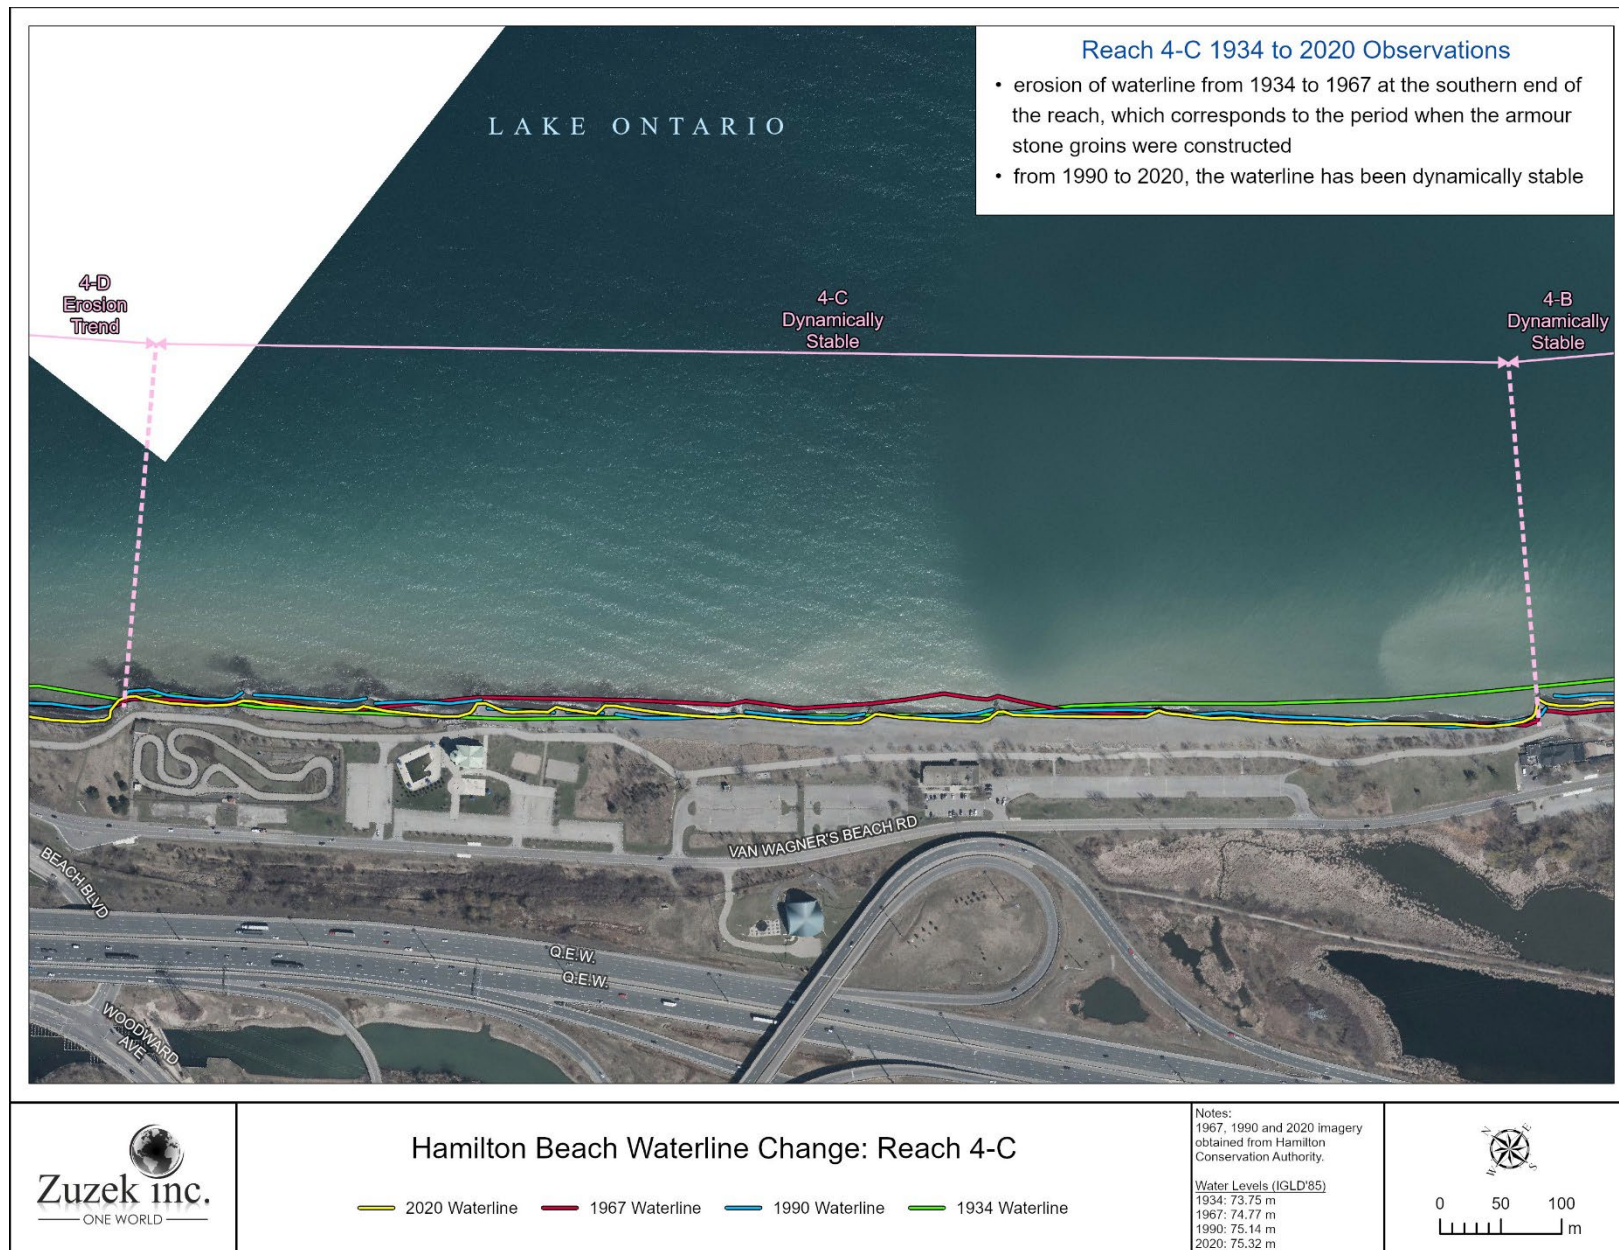 Reach 4-C 1934 to 2020 Observations
• erosion of waterline from 1934 to 1967 at the southern end of
the reach, which corresponds to the period when the armour
stone groins were constructed
• from 1990 to 2020, the waterline has been dynamically stable
LAKE ONTARIO
4-D
Erosion
Trend
4-C
Dynamically
Stable
4-B
Dynamically
Stable
VAN WAGNER'S BEACH RD
BEACH BLVD
Q.E.W.
Q.E.W.
WOODWARD
AVE
Zuzek inc.
ONE WORLD
Hamilton Beach Waterline Change: Reach 4-C
2020 Waterline
1967 Waterline
1990 Waterline
1934 Waterline
Notes:
1967, 1990 and 2020 imagery
obtained from Hamilton
Conservation Authority.
Water Levels (IGLD'85)
1934: 73.75 m
1967: 74.77 m
1990: 75.14 m
2020: 75.32 m
N
E
W
S
0 50 100
m